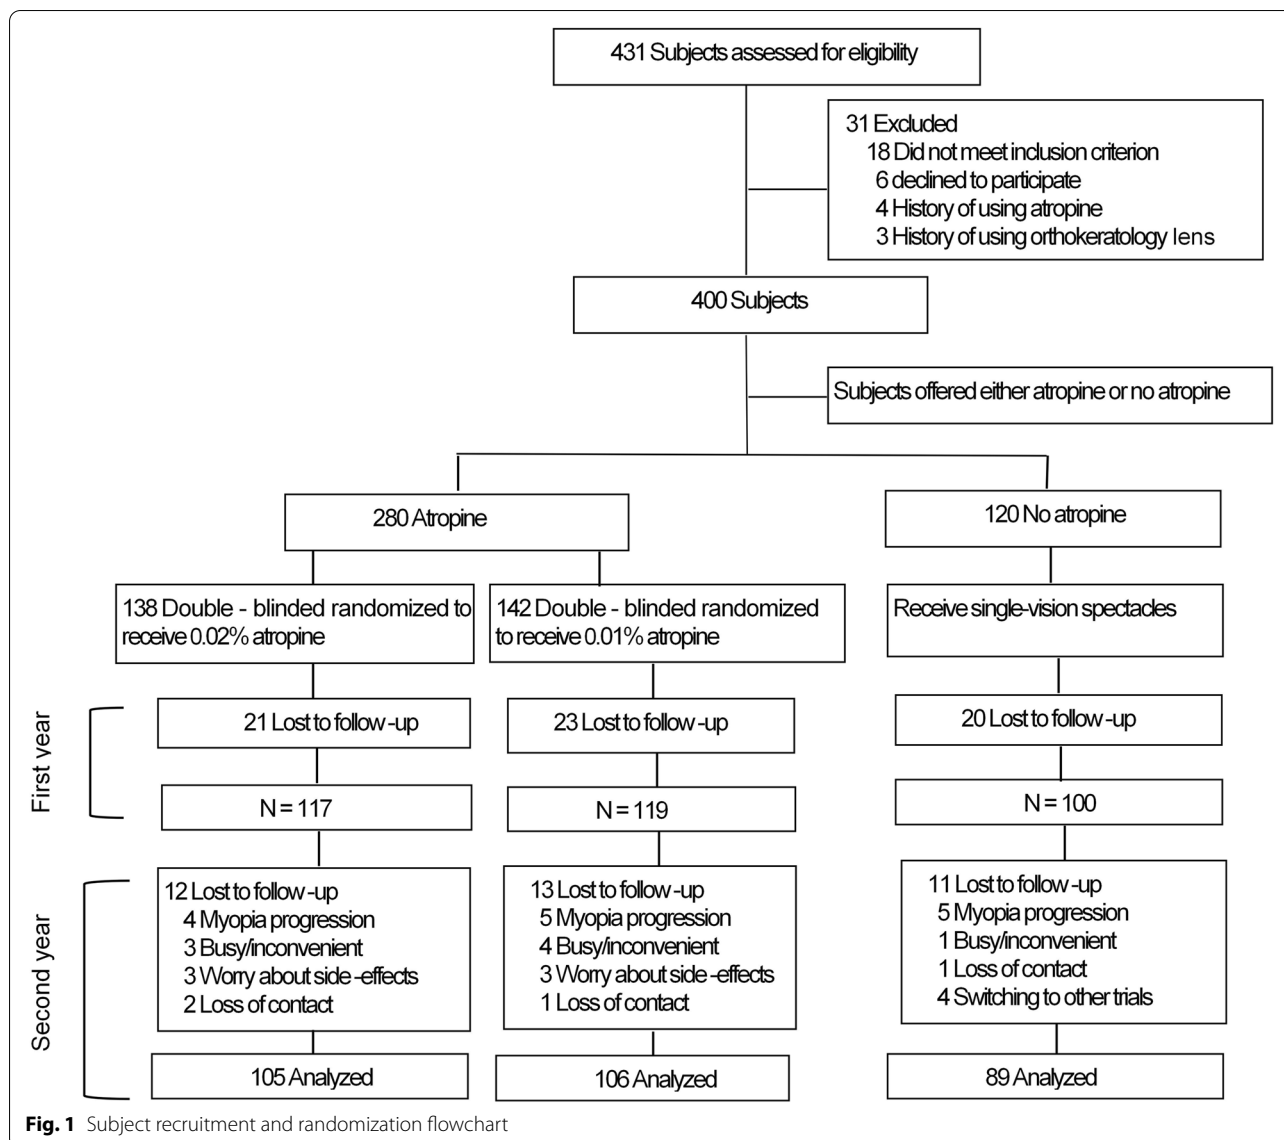 431 Subjects assessed for eligibility
31 Excluded
18 Did not meet inclusion criterion
6 declined to participate
4 History of using atropine
3 History of using orthokeratology lens
400 Subjects
Subjects offered either atropine or no atropine
280 Atropine
120 No atropine
138 Double - blinded randomized to
receive 0.02% atropine
142 Double - blinded randomized
to receive 0.01% atropine
Receive single-vision spectacles
First year
21 Lost to follow-up
23 Lost to follow-up
20 Lost to follow-up
N = 117
N = 119
N = 100
Second year
12 Lost to follow-up
4 Myopia progression
3 Busy/inconvenient
3 Worry about side-effects
2 Loss of contact
13 Lost to follow-up
5 Myopia progression
4 Busy/inconvenient
3 Worry about side-effects
1 Loss of contact
11 Lost to follow-up
5 Myopia progression
1 Busy/inconvenient
1 Loss of contact
4 Switching to other trials
105 Analyzed
106 Analyzed
89 Analyzed
Fig. 1 Subject recruitment and randomization flowchart